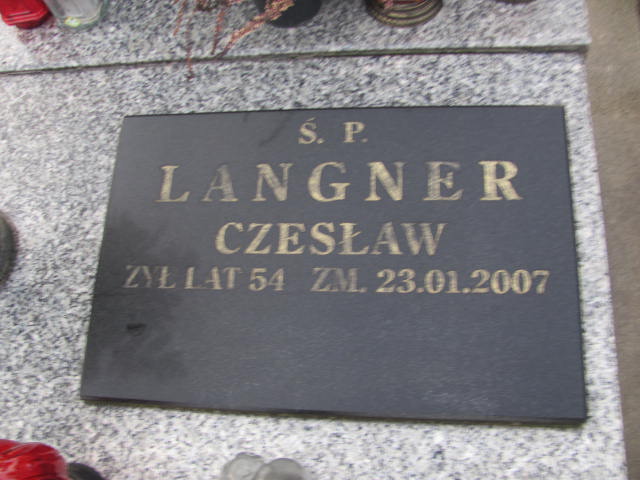 Ś. P.
LANGNER
CZESŁAW
ŻYŁ LAT 54 ZM. 23.01.2007